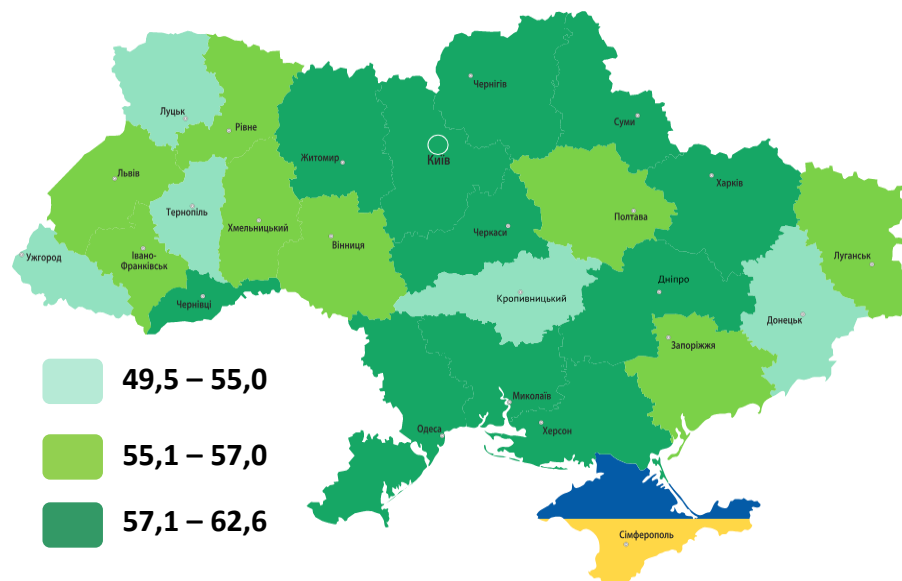 Чернігів
Луцьк
Рівне
Суми
Київ
Житомир
Львів
Харків
Тернопіль
Полтава
Хмельницький
Черкаси
Вінниця
Ужгород
Івано-
Франківськ
Луганськ
Дніпро
Чернівці
Кропивницький
Донецьк
Запоріжжя
49,5 – 55,0
Миколаїв
Одеса
Херсон
55,1 – 57,0
57,1 – 62,6
Сімферополь